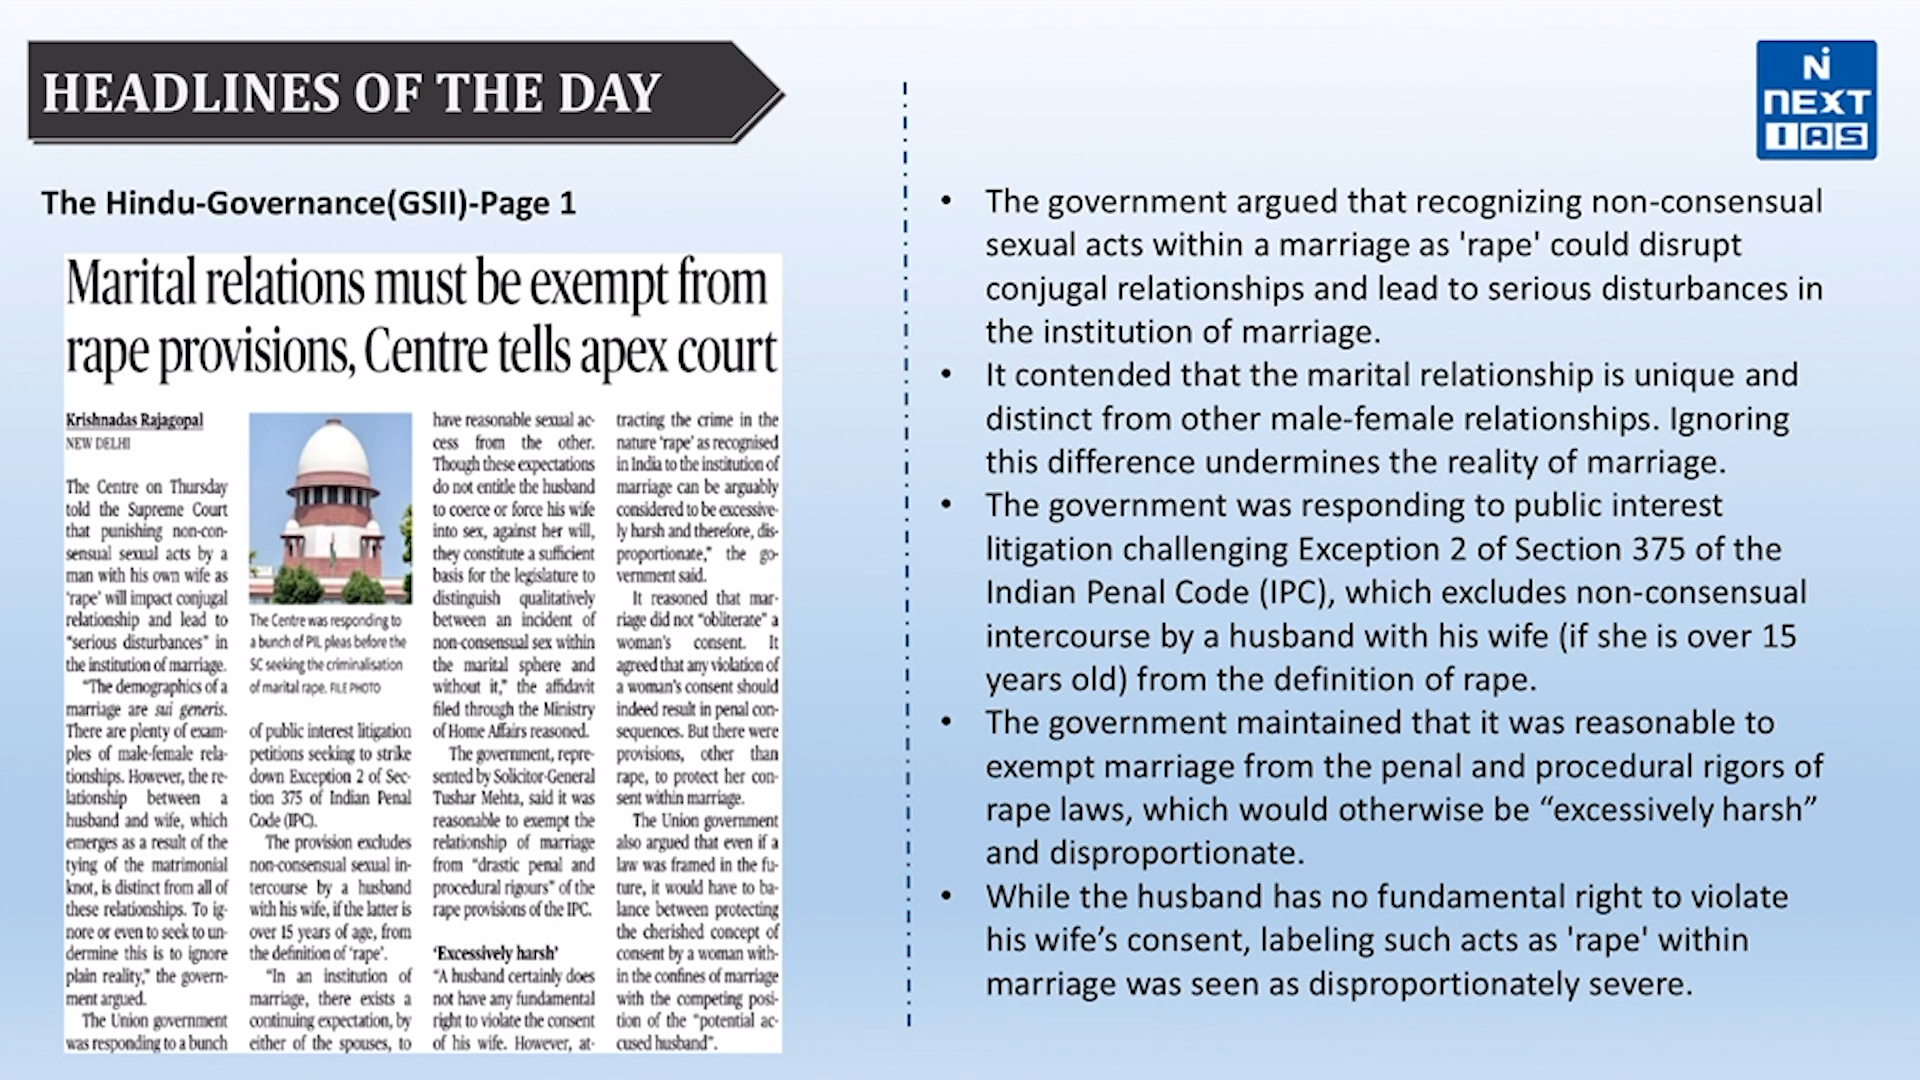 HEADLINES OF THE DAY
N
NEXT
IAS
The Hindu-Governance(GSII)-Page 1
Marital relations must be exempt from
rape provisions, Centre tells apex court
Krishnadas Rajagopal
NEW DELHI
The Centre on Thursday
told the Supreme Court
that punishing non-con-
sensual sexual acts by a
man with his own wife as
'rape' will impact conjugal
relationship and lead to
"serious disturbances" in
the institution of marriage.
"The demographics of a
marriage are sui generis.
There are plenty of exam-
ples of male-female rela-
tionships. However, the re-
lationship between a
husband and wife, which
emerges as a result of the
tying of the matrimonial
knot, is distinct from all of
these relationships. To ig-
nore or even to seek to un-
dermine this is to ignore
plain reality," the govern-
ment argued.
The Union government
was responding to a bunch
The Centre was responding to
a bunch of PIL pleas before the
SC seeking the criminalisation
of marital rape. FILE PHOTO
of public interest litigation
petitions seeking to strike
down Exception 2 of Sec-
tion 375 of Indian Penal
Code (IPC).
The provision excludes
non-consensual sexual in-
tercourse by a husband
with his wife, if the latter is
over 15 years of age, from
the definition of 'rape'.
"In an institution of
marriage, there exists a
continuing expectation, by
either of the spouses, to
have reasonable sexual ac-
cess from the other.
Though these expectations
do not entitle the husband
to coerce or force his wife
into sex, against her will,
they constitute a sufficient
basis for the legislature to
distinguish qualitatively
between an incident of
non-consensual sex within
the marital sphere and
without it," the affidavit
filed through the Ministry
of Home Affairs reasoned.
The government, repre-
sented by Solicitor-General
Tushar Mehta, said it was
reasonable to exempt the
relationship of marriage
from "drastic penal and
procedural rigours" of the
rape provisions of the IPC.
'Excessively harsh'
"A husband certainly does
not have any fundamental
right to violate the consent
of his wife. However, at-
tracting the crime in the
nature 'rape' as recognised
in India to the institution of
marriage can be arguably
considered to be excessive-
ly harsh and therefore, dis-
proportionate," the go-
vernment said.
It reasoned that mar-
riage did not "obliterate" a
woman's consent. It
agreed that any violation of
a woman's consent should
indeed result in penal con-
sequences. But there were
provisions, other than
rape, to protect her con-
sent within marriage.
The Union government
also argued that even if a
law was framed in the fu-
ture, it would have to ba-
lance between protecting
the cherished concept of
consent by a woman with-
in the confines of marriage
with the competing posi-
tion of the "potential ac-
cused husband".
• The government argued that recognizing non-consensual
sexual acts within a marriage as 'rape' could disrupt
conjugal relationships and lead to serious disturbances in
the institution of marriage.
• It contended that the marital relationship is unique and
distinct from other male-female relationships. Ignoring
this difference undermines the reality of marriage.
• The government was responding to public interest
litigation challenging Exception 2 of Section 375 of the
Indian Penal Code (IPC), which excludes non-consensual
intercourse by a husband with his wife (if she is over 15
years old) from the definition of rape.
• The government maintained that it was reasonable to
exempt marriage from the penal and procedural rigors of
rape laws, which would otherwise be “excessively harsh”
and disproportionate.
• While the husband has no fundamental right to violate
his wife’s consent, labeling such acts as 'rape' within
marriage was seen as disproportionately severe.